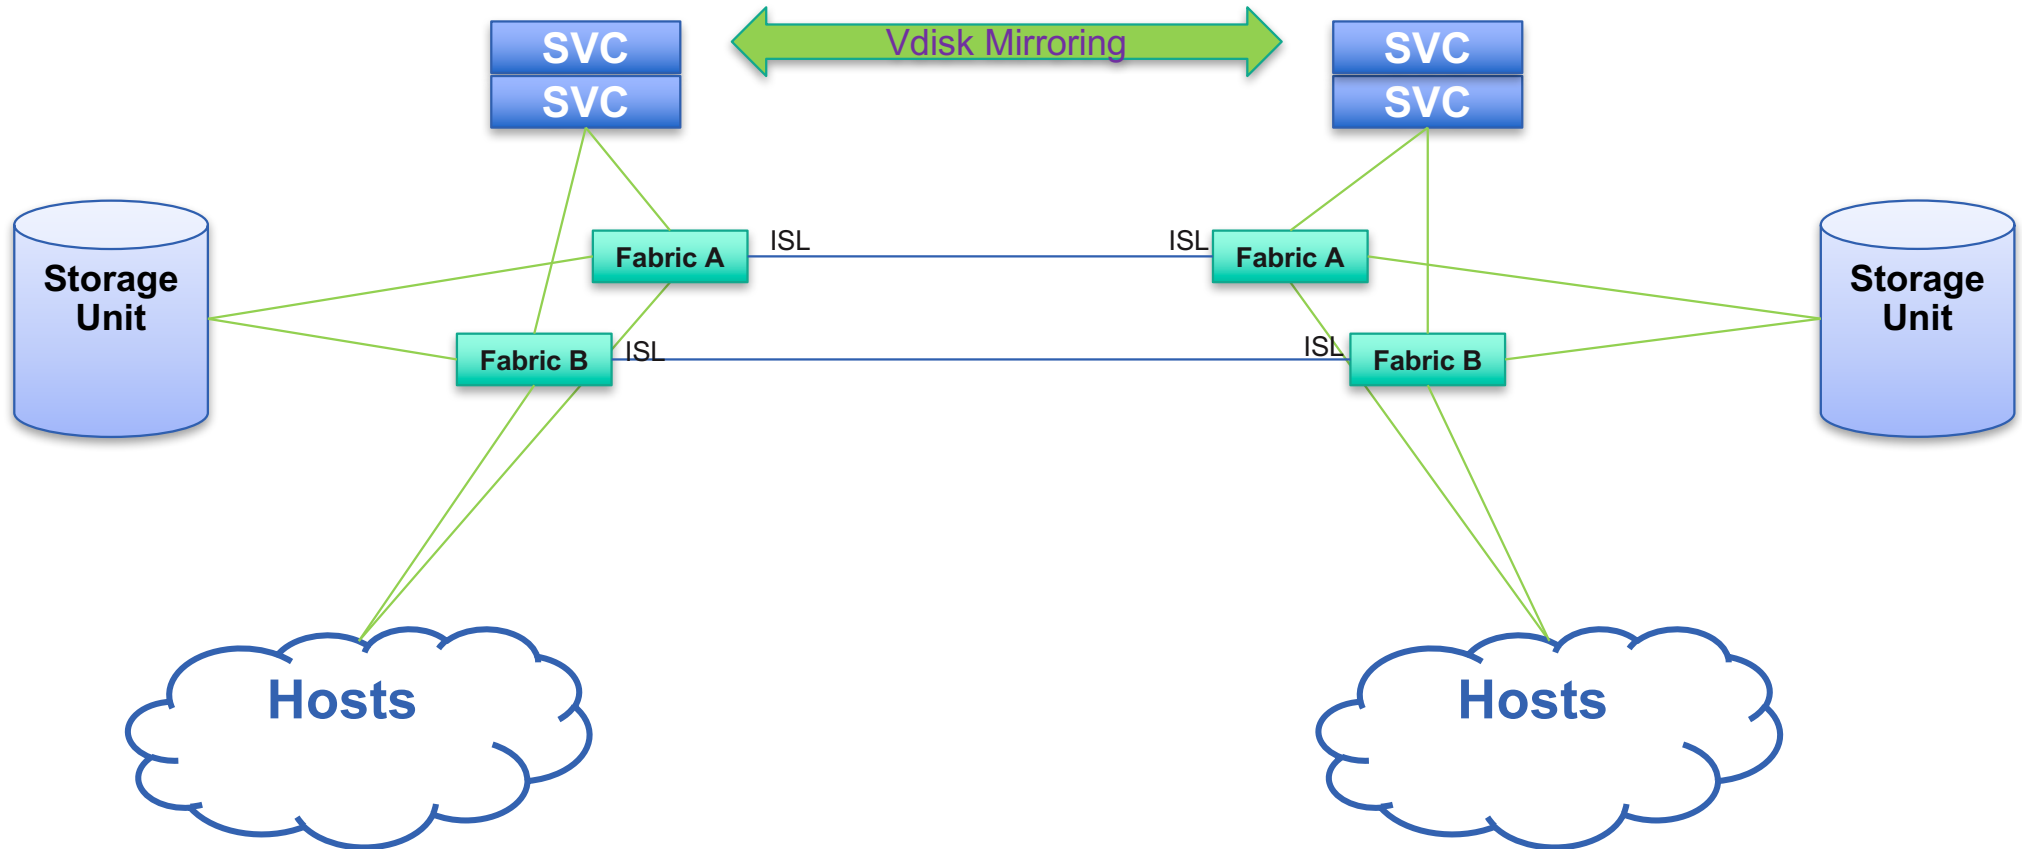 SVC
Vdisk Mirroring
SVC
SVC
SVC
ISL
ISL
Fabric A
Fabric A
Storage
Unit
Storage
Unit
ISL
ISL
Fabric B
Fabric B
Hosts
Hosts